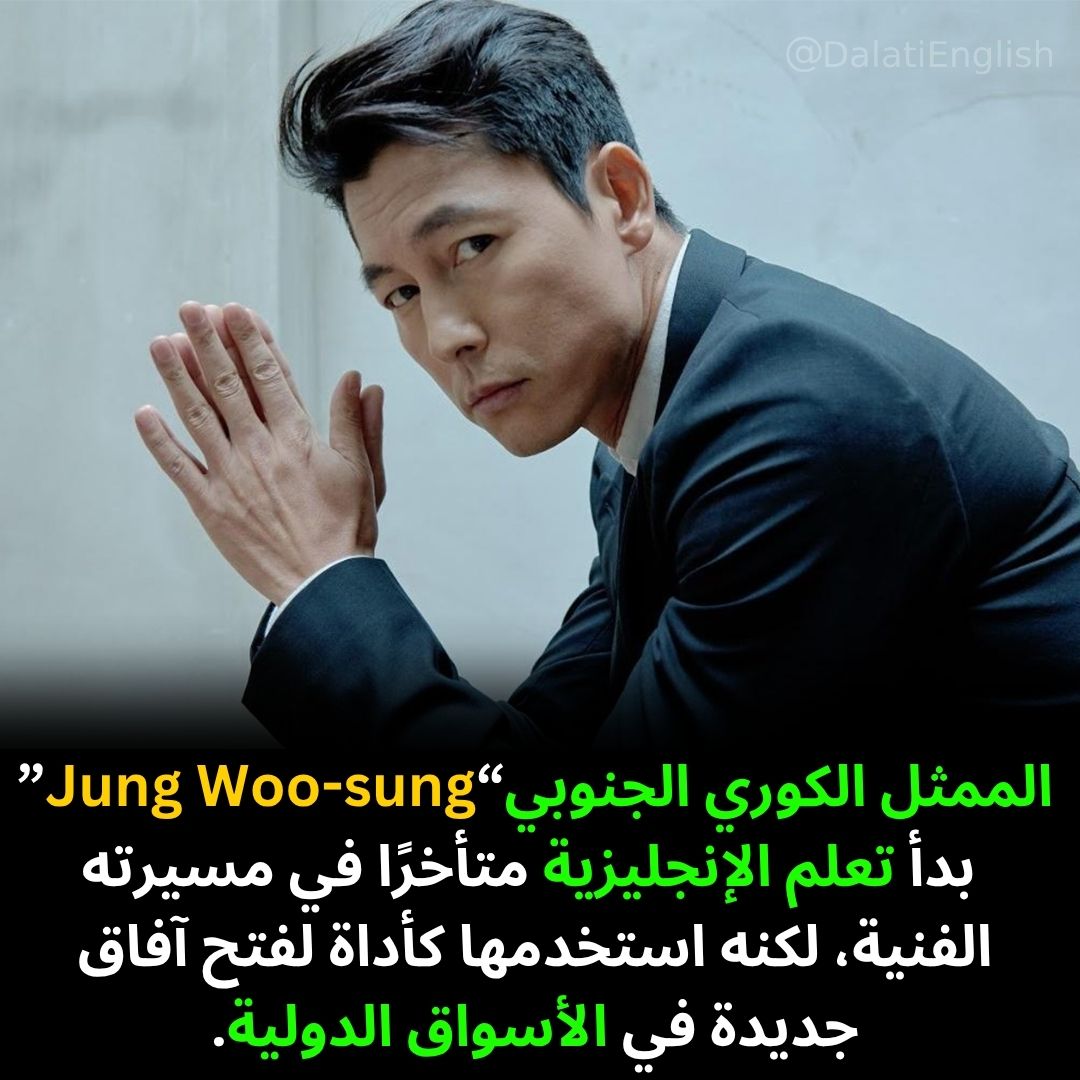 @DalatiEnglish
الممثل الكوري الجنوبي“Jung Woo-sung”
بدأ تعلم الإنجليزية متأخرًا في مسيرته
الفنية، لكنه استخدمها كأداة لفتح آفاق
جديدة في الأسواق الدولية.